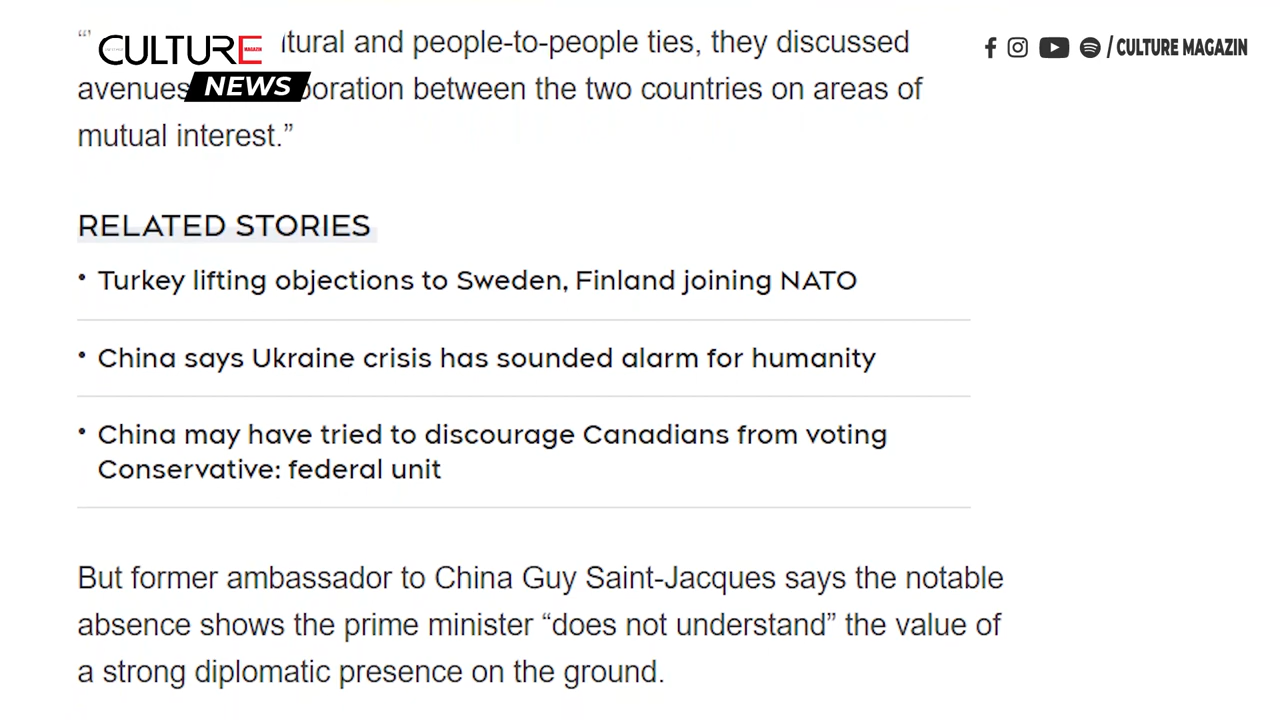 CULTURE
MAGAZIN
NEWS
/ CULTURE MAGAZIN
and people-to-people ties, they discussed
avenues between the two countries on areas of
mutual interest.”
RELATED STORIES
• Turkey lifting objections to Sweden, Finland joining NATO
• China says Ukraine crisis has sounded alarm for humanity
• China may have tried to discourage Canadians from voting
Conservative: federal unit
But former ambassador to China Guy Saint-Jacques says the notable
absence shows the prime minister “does not understand” the value of
a strong diplomatic presence on the ground.